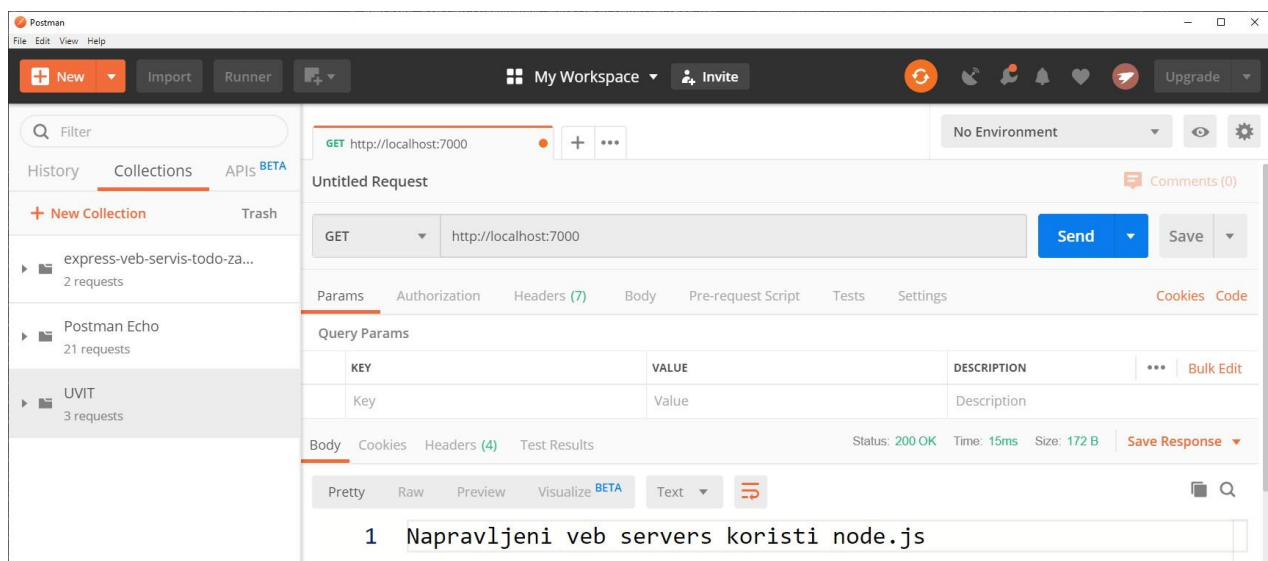 Postman
File Edit View Help
New Import Runner My Workspace Invite Upgrade
Filter
History Collections APIs BETA
+ New Collection Trash
express-veb-servis-todo-za...
2 requests
Postman Echo
21 requests
UVIT
3 requests
GET http://localhost:7000 + ••• No Environment
Untitled Request Comments (0)
GET http://localhost:7000 Send Save
Params Authorization Headers (7) Body Pre-request Script Tests Settings Cookies Code
Query Params
KEY VALUE DESCRIPTION ••• Bulk Edit
Key Value Description
Body Cookies Headers (4) Test Results Status: 200 OK Time: 15ms Size: 172 B Save Response
Pretty Raw Preview Visualize BETA Text
1 Napravljeni veb servers koristi node.js